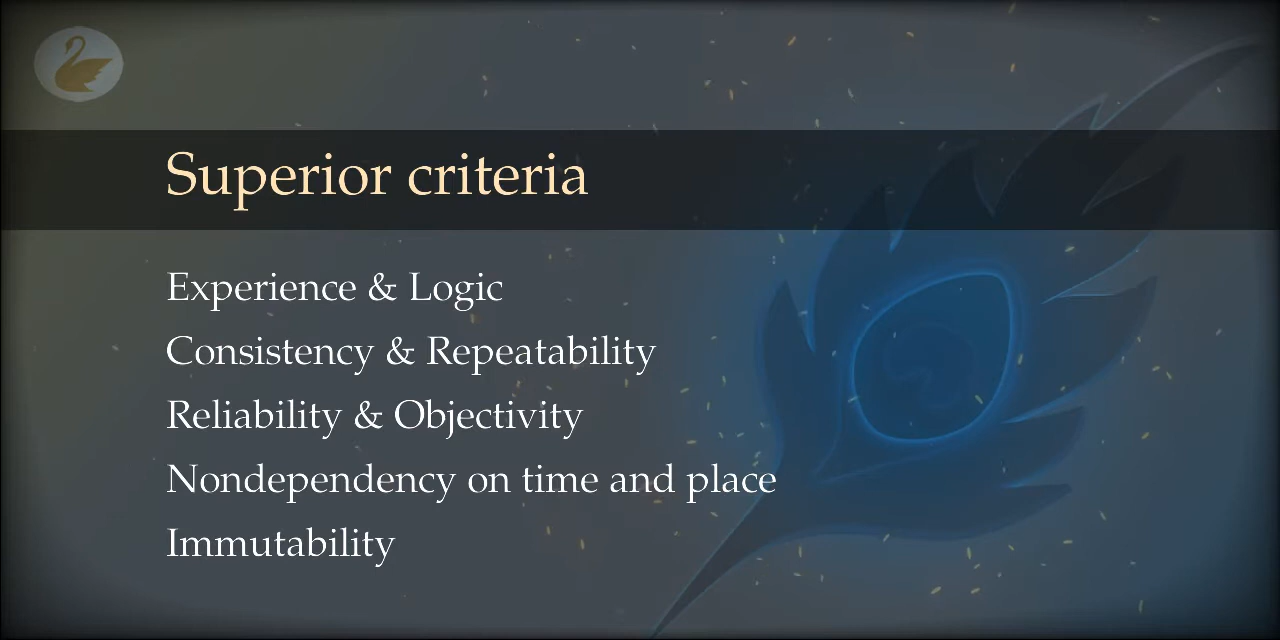 Superior criteria
Experience & Logic
Consistency & Repeatability
Reliability & Objectivity
Nondependency on time and place
Immutability